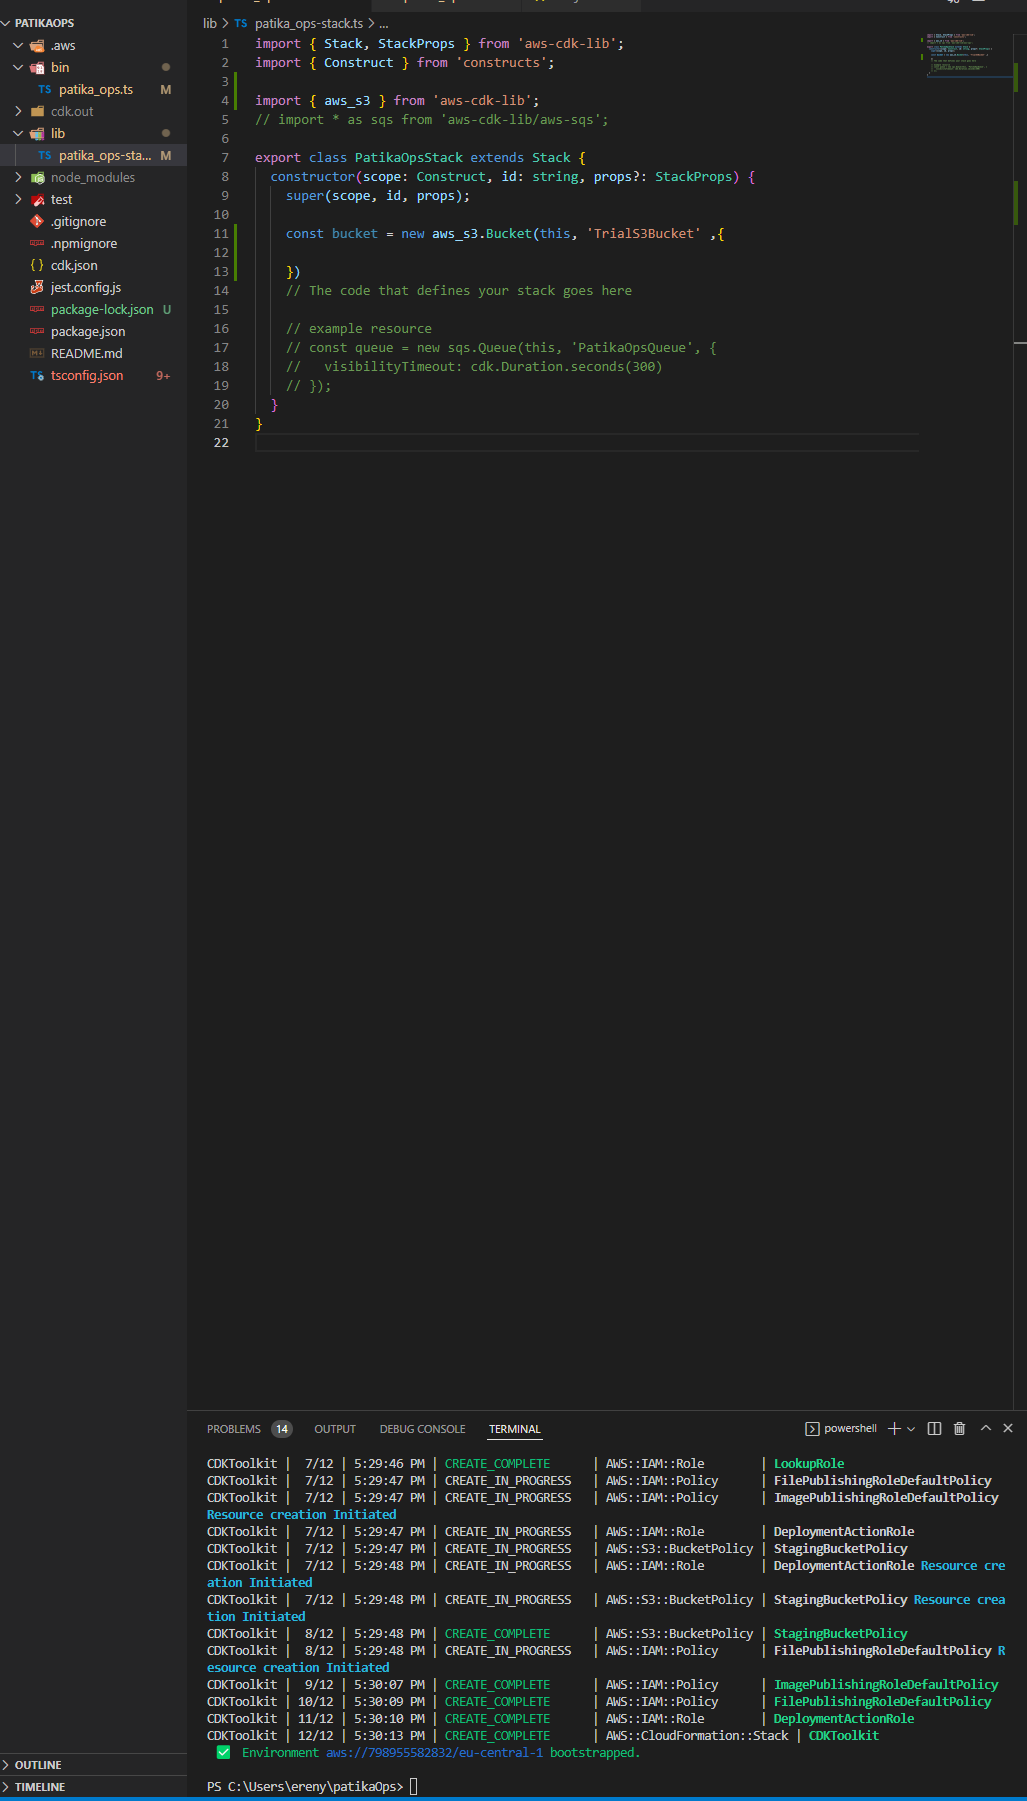 PATIKAOPS
.aws
bin
TS patika_ops.ts M
cdk.out
lib
TS patika_ops-sta... M
node_modules
test
.gitignore
.npmignore
{} cdk.json
jest.config.js
package-lock.json U
package.json
README.md
tsconfig.json 9+
OUTLINE
TIMELINE
lib > TS patika_ops-stack.ts > ...
1 import { Stack, StackProps } from 'aws-cdk-lib';
2 import { Construct } from 'constructs';
3
4 import { aws_s3 } from 'aws-cdk-lib';
5 // import * as sqs from 'aws-cdk-lib/aws-sqs';
6
7 export class PatikaOpsStack extends Stack {
8 constructor(scope: Construct, id: string, props?: StackProps) {
9 super(scope, id, props);
10
11 const bucket = new aws_s3.Bucket(this, 'TrialS3Bucket' ,{
12
13 })
14 // The code that defines your stack goes here
15
16 // example resource
17 // const queue = new sqs.Queue(this, 'PatikaOpsQueue', {
18 //   visibilityTimeout: cdk.Duration.seconds(300)
19 // });
20 }
21 }
22
PROBLEMS 14 OUTPUT DEBUG CONSOLE TERMINAL powershell
CDKToolkit |  7/12 | 5:29:46 PM | CREATE_COMPLETE | AWS::IAM::Role | LookupRole
CDKToolkit |  7/12 | 5:29:47 PM | CREATE_IN_PROGRESS | AWS::IAM::Policy | FilePublishingRoleDefaultPolicy
CDKToolkit |  7/12 | 5:29:47 PM | CREATE_IN_PROGRESS | AWS::IAM::Policy | ImagePublishingRoleDefaultPolicy
Resource creation Initiated
CDKToolkit |  7/12 | 5:29:47 PM | CREATE_IN_PROGRESS | AWS::IAM::Role | DeploymentActionRole
CDKToolkit |  7/12 | 5:29:47 PM | CREATE_IN_PROGRESS | AWS::S3::BucketPolicy | StagingBucketPolicy
CDKToolkit |  7/12 | 5:29:48 PM | CREATE_IN_PROGRESS | AWS::IAM::Role | DeploymentActionRole Resource cre
ation Initiated
CDKToolkit |  7/12 | 5:29:48 PM | CREATE_IN_PROGRESS | AWS::S3::BucketPolicy | StagingBucketPolicy Resource crea
tion Initiated
CDKToolkit |  8/12 | 5:29:48 PM | CREATE_COMPLETE | AWS::S3::BucketPolicy | StagingBucketPolicy
CDKToolkit |  8/12 | 5:29:48 PM | CREATE_IN_PROGRESS | AWS::IAM::Policy | FilePublishingRoleDefaultPolicy R
esource creation Initiated
CDKToolkit |  9/12 | 5:30:07 PM | CREATE_COMPLETE | AWS::IAM::Policy | ImagePublishingRoleDefaultPolicy
CDKToolkit | 10/12 | 5:30:09 PM | CREATE_COMPLETE | AWS::IAM::Policy | FilePublishingRoleDefaultPolicy
CDKToolkit | 11/12 | 5:30:10 PM | CREATE_COMPLETE | AWS::IAM::Role | DeploymentActionRole
CDKToolkit | 12/12 | 5:30:13 PM | CREATE_COMPLETE | AWS::CloudFormation::Stack | CDKToolkit
✅ Environment aws://798955582832/eu-central-1 bootstrapped.
PS C:\Users\ereny\patikaOps>